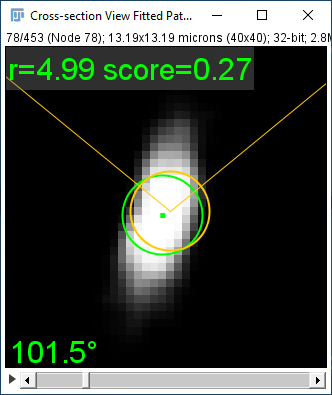 Cross-section View Fitted Pat...
78/453 (Node 78); 13.19x13.19 microns (40x40); 32-bit; 2.8M
r=4.99 score=0.27
101.5°